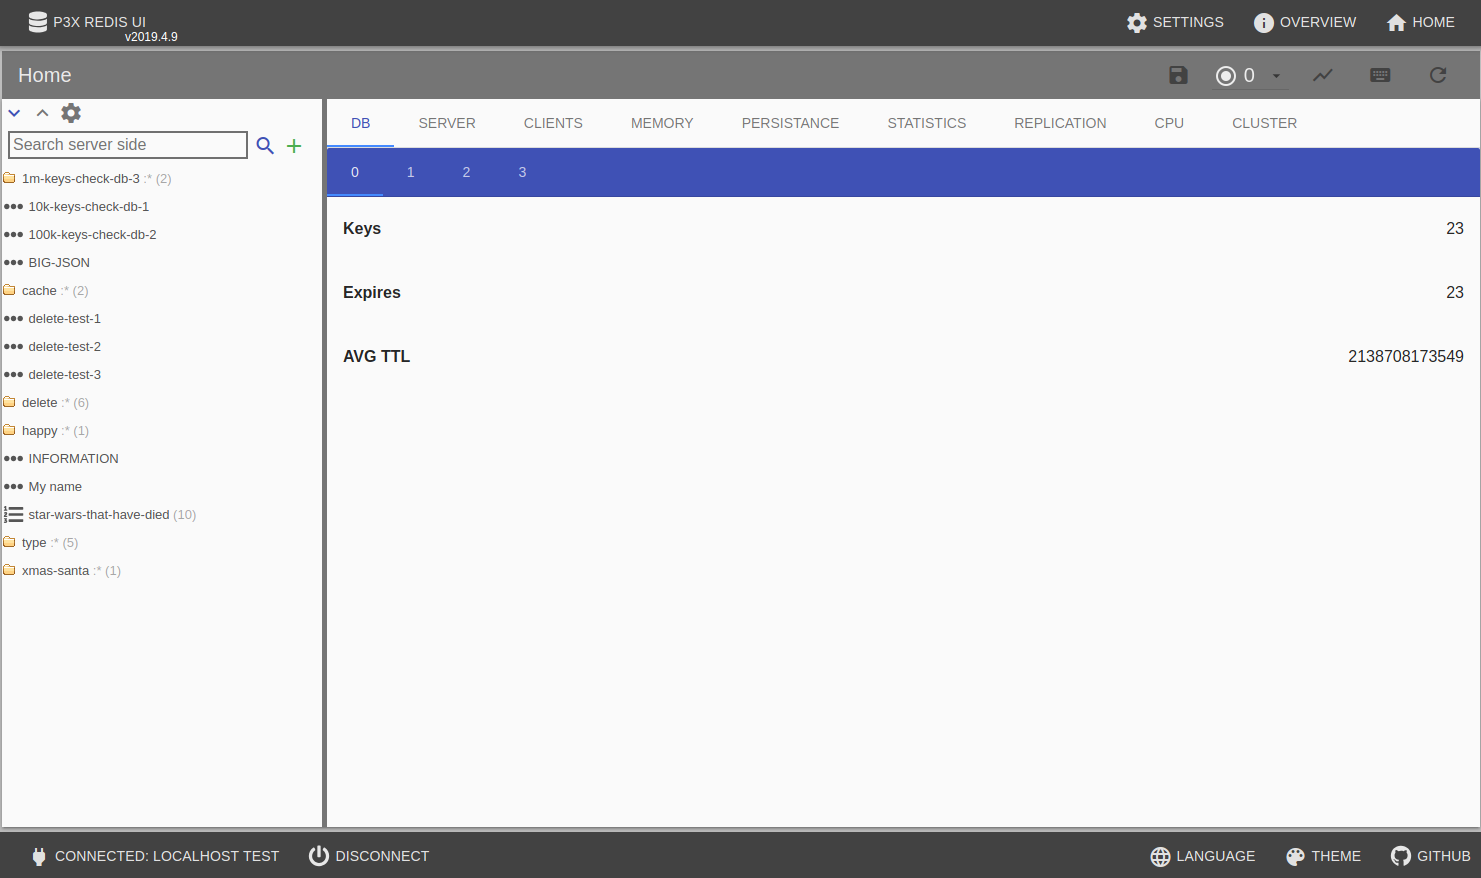 P3X REDIS UI
v2019.4.9
SETTINGS
OVERVIEW
HOME
Home
0
Search server side
1m-keys-check-db-3 :* (2)
10k-keys-check-db-1
100k-keys-check-db-2
BIG-JSON
cache :* (2)
delete-test-1
delete-test-2
delete-test-3
delete :* (6)
happy :* (1)
INFORMATION
My name
star-wars-that-have-died (10)
type :* (5)
xmas-santa :* (1)
DB SERVER CLIENTS MEMORY PERSISTANCE STATISTICS REPLICATION CPU CLUSTER
0 1 2 3
Keys 23
Expires 23
AVG TTL 2138708173549
CONNECTED: LOCALHOST TEST
DISCONNECT
LANGUAGE
THEME
GITHUB